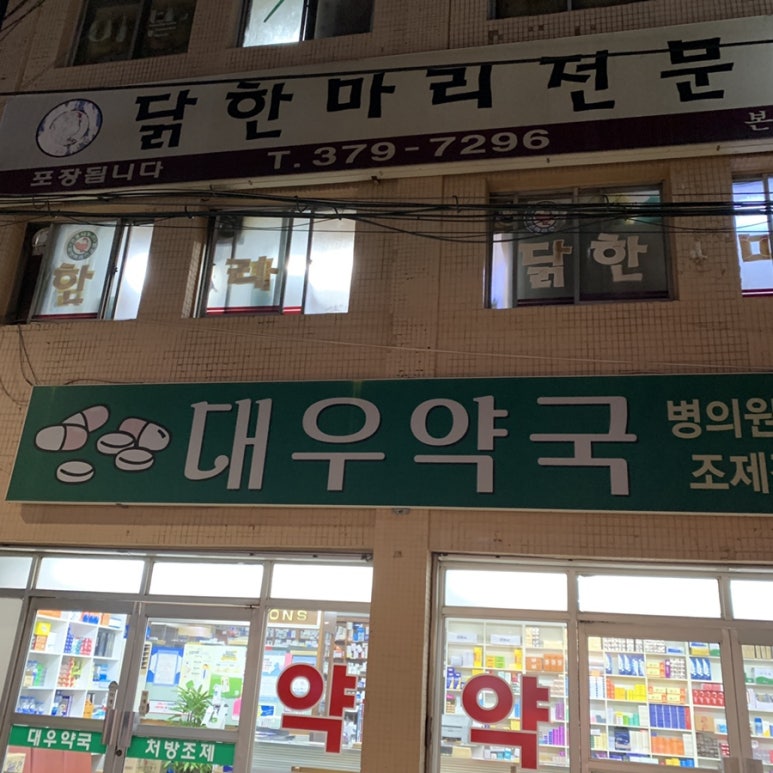 닭한마리전문
포장됩니다 T. 379-7296 본
닭한
대우약국 병의원
조제
약 약
대우약국 처방조제